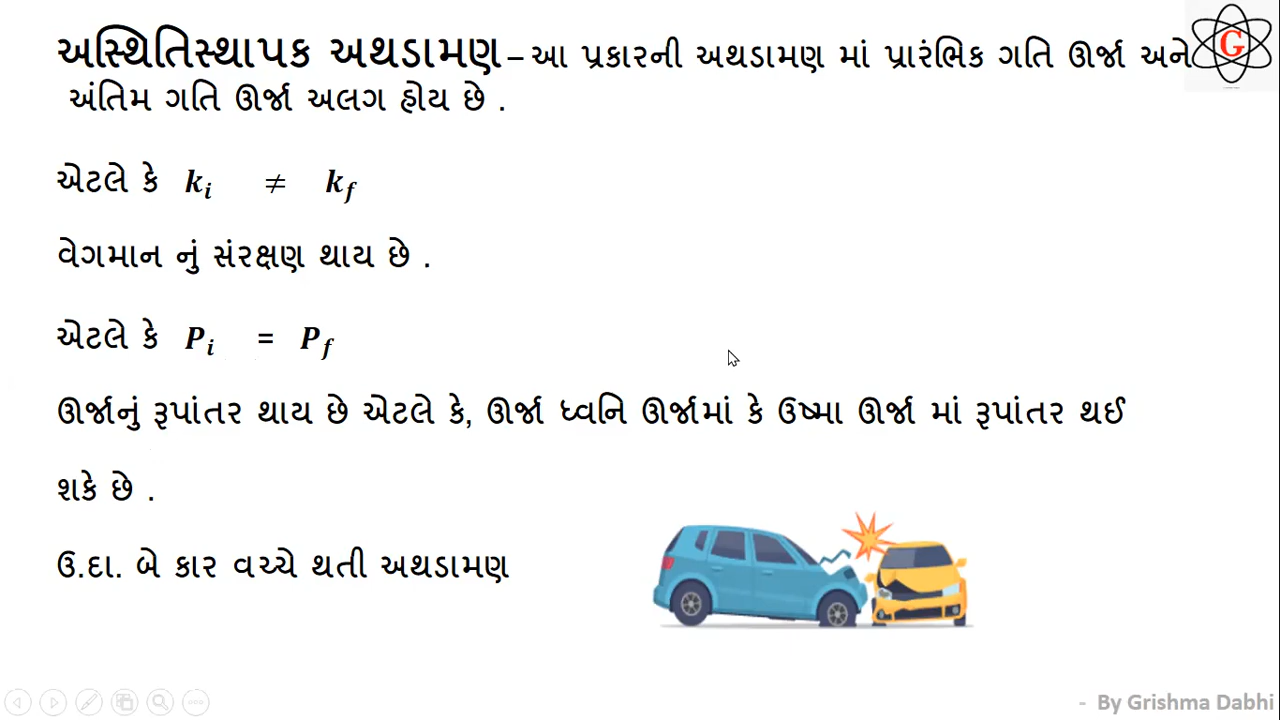 અસ્થિતિસ્થાપક અથડામણ – આ પ્રકારની અથડામણ માં પ્રારંભિક ગતિ ઊર્જા અને
અંતિમ ગતિ ઊર્જા અલગ હોય છે .
G
એટલે કે k_i ≠ k_f
વેગમાન નું સંરક્ષણ થાય છે .
એટલે કે P_i = P_f
ઊર્જાનું રૂપાંતર થાય છે એટલે કે, ઊર્જા ધ્વનિ ઊર્જામાં કે ઉષ્મા ઊર્જા માં રૂપાંતર થઈ
શકે છે .
ઉ.દા. બે કાર વચ્ચે થતી અથડામણ
- By Grishma Dabhi